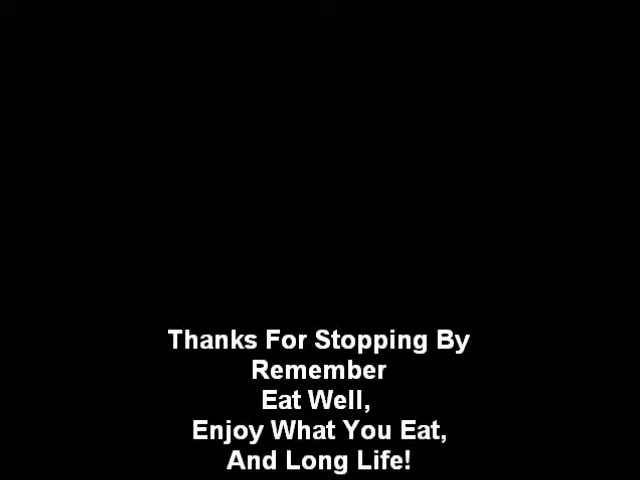 Thanks For Stopping By
Remember
Eat Well,
Enjoy What You Eat,
And Long Life!